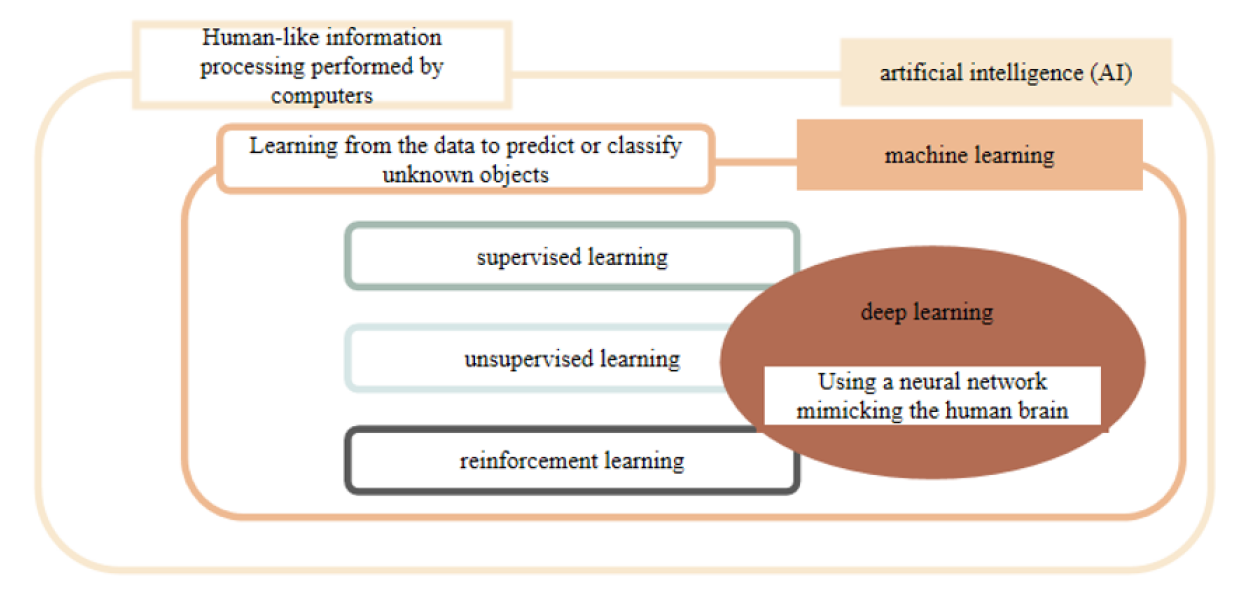 Human-like information
processing performed by
computers
artificial intelligence (AI)
Learning from the data to predict or classify
unknown objects
machine learning
supervised learning
deep learning
unsupervised learning
Using a neural network
mimicking the human brain
reinforcement learning